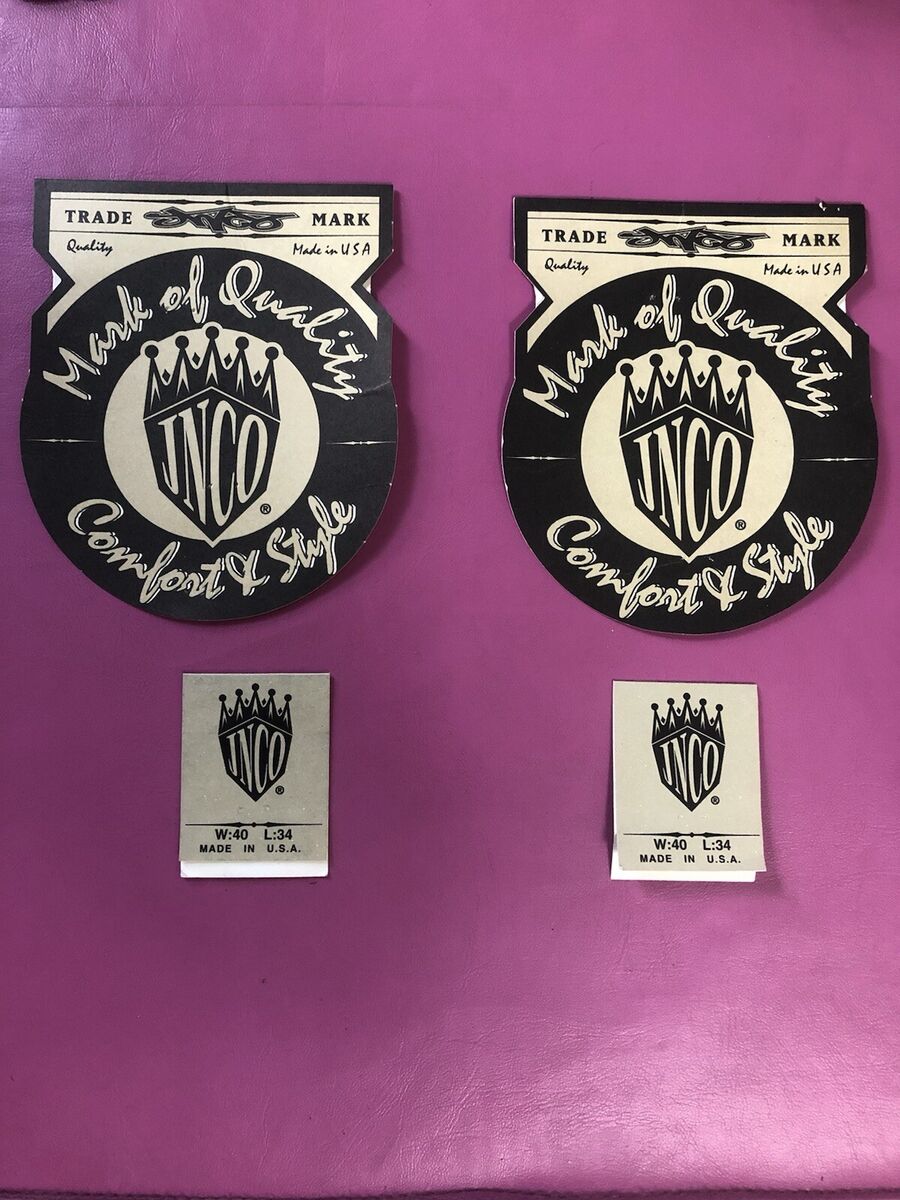 TRADE JNCO MARK
Quality Made in USA
Mark of Quality
JNCO
®
Comfort & Style
TRADE JNCO MARK
Quality Made in USA
Mark of Quality
JNCO
®
Comfort & Style
JNCO
®
W:40 L:34
MADE IN U.S.A.
JNCO
®
W:40 L:34
MADE IN U.S.A.